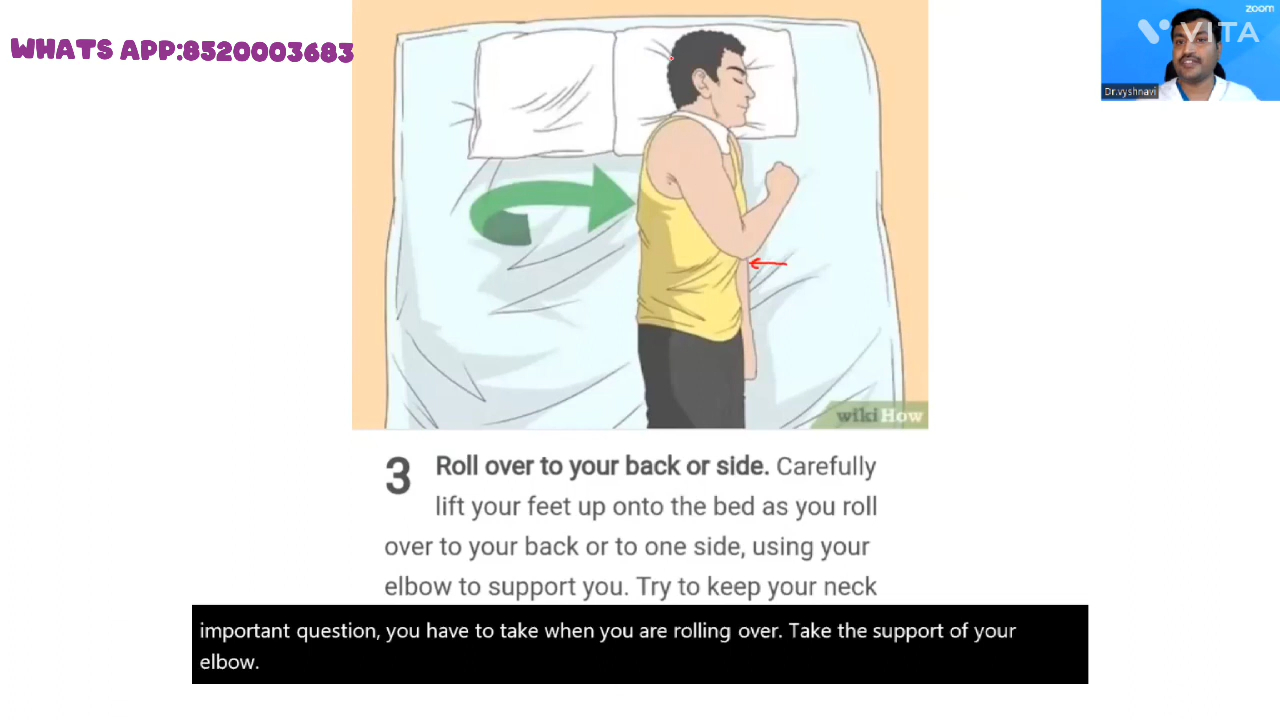 WHATS APP:8520003683
zoom
VITA
Dr.vyshnavi
wikiHow
3 Roll over to your back or side. Carefully
lift your feet up onto the bed as you roll
over to your back or to one side, using your
elbow to support you. Try to keep your neck
important question, you have to take when you are rolling over. Take the support of your
elbow.